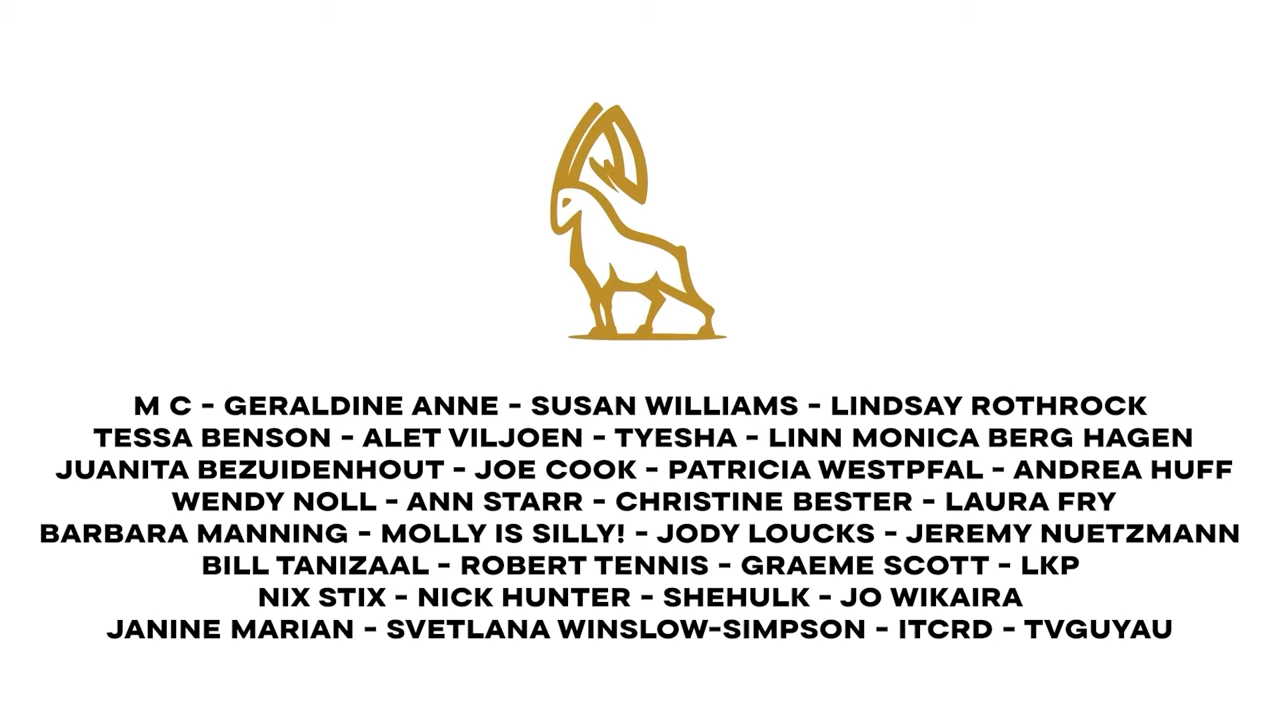 M C - GERALDINE ANNE - SUSAN WILLIAMS - LINDSAY ROTHROCK
TESSA BENSON - ALET VILJOEN - TYESHA - LINN MONICA BERG HAGEN
JUANITA BEZUIDENHOUT - JOE COOK - PATRICIA WESTPFAL - ANDREA HUFF
WENDY NOLL - ANN STARR - CHRISTINE BESTER - LAURA FRY
BARBARA MANNING - MOLLY IS SILLY! - JODY LOUCKS - JEREMY NUETZMANN
BILL TANIZAAL - ROBERT TENNIS - GRAEME SCOTT - LKP
NIX STIX - NICK HUNTER - SHEHULK - JO WIKAIRA
JANINE MARIAN - SVETLANA WINSLOW-SIMPSON - ITCRD - TVGUYAU